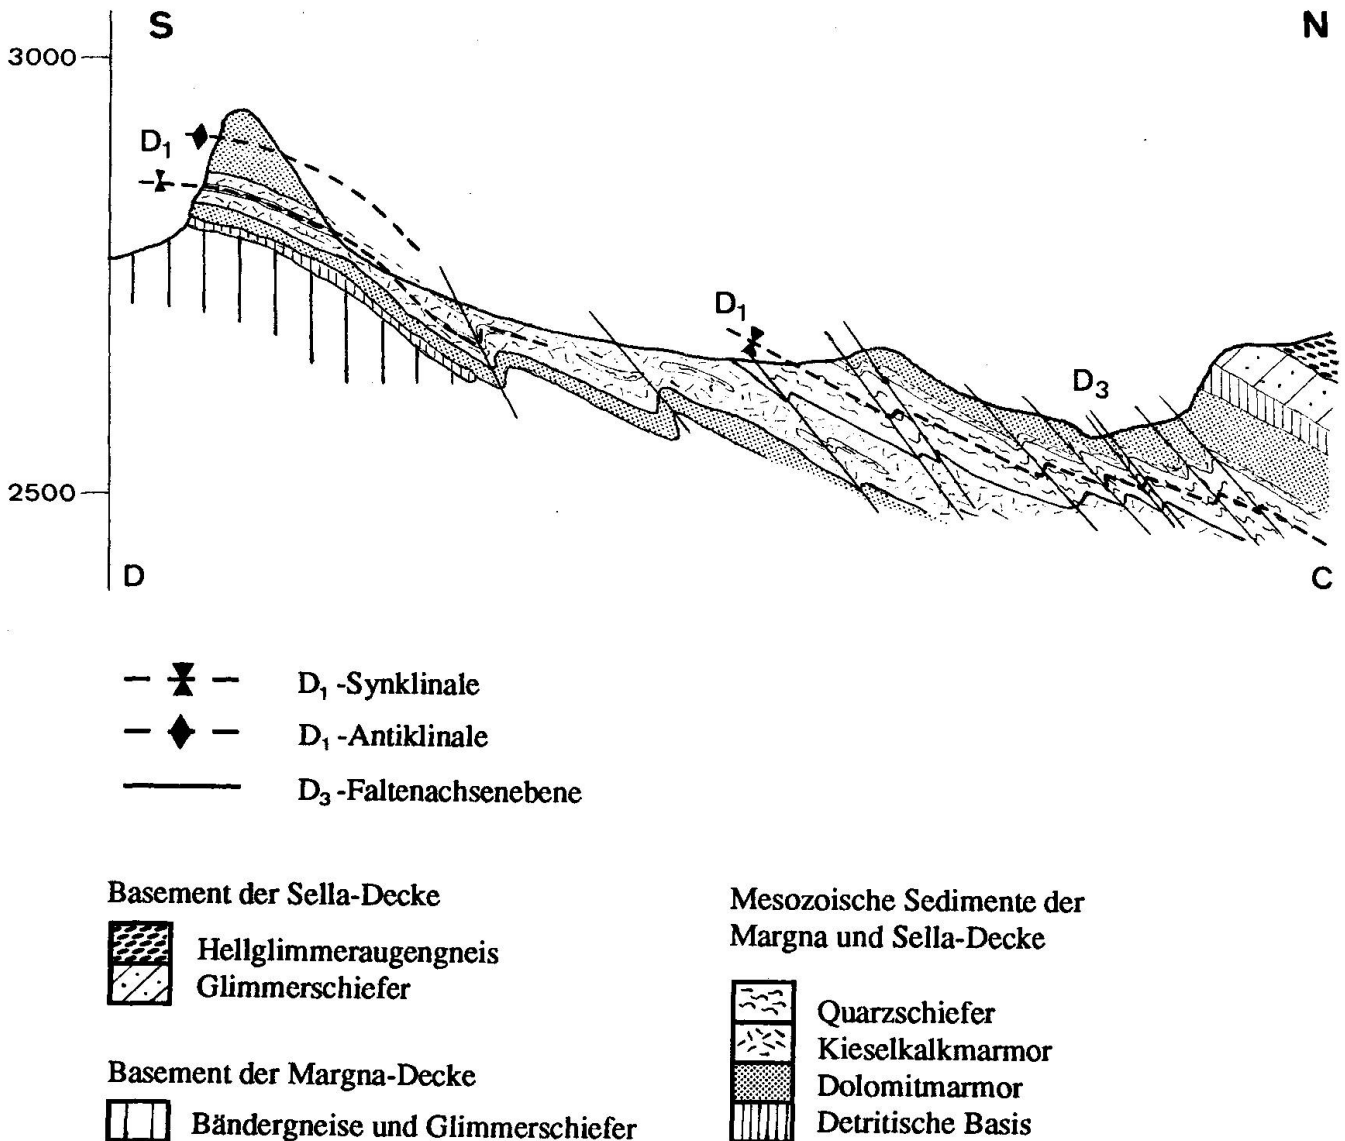 S
N
3000
D₁
D₁
D₃
2500
D
C
D₁ -Synklinale
D₁ -Antiklinale
D₃ -Faltenachsenebene
Basement der Sella-Decke
Hellglimmeraugengneis
Glimmerschiefer
Basement der Margna-Decke
Bändergneise und Glimmerschiefer
Mesozoische Sedimente der
Margna und Sella-Decke
Quarzschiefer
Kieselkalkmarmor
Dolomitmarmor
Detritische Basis